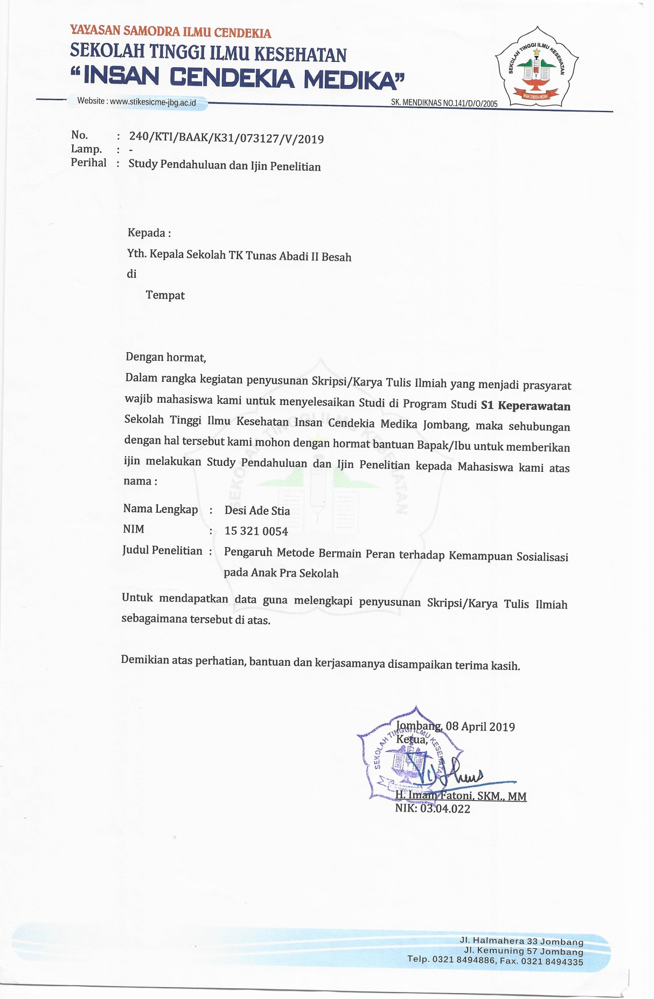 YAYASAN SAMODRA ILMU CENDEKIA
SEKOLAH TINGGI ILMU KESEHATAN
“INSAN CENDEKIA MEDIKA”
SEKOLAH TINGGI ILMU KESEHATAN
INSAN CENDEKIA MEDIKA
Website : www.stikesicme-jbg.ac.id
SK. MENDIKNAS NO.141/D/O/2005
No. : 240/KTI/BAAK/K31/073127/V/2019
Lamp. : -
Perihal : Study Pendahuluan dan Ijin Penelitian
Kepada :
Yth. Kepala Sekolah TK Tunas Abadi II Besah
di
Tempat
Dengan hormat,
Dalam rangka kegiatan penyusunan Skripsi/Karya Tulis Ilmiah yang menjadi prasyarat
wajib mahasiswa kami untuk menyelesaikan Studi di Program Studi S1 Keperawatan
Sekolah Tinggi Ilmu Kesehatan Insan Cendekia Medika Jombang, maka sehubungan
dengan hal tersebut kami mohon dengan hormat bantuan Bapak/Ibu untuk memberikan
ijin melakukan Study Pendahuluan dan Ijin Penelitian kepada Mahasiswa kami atas
nama :
SEKOLAH TINGGI ILMU KESEHATAN
Nama Lengkap : Desi Ade Stia
NIM : 15 321 0054
Judul Penelitian : Pengaruh Metode Bermain Peran terhadap Kemampuan Sosialisasi
pada Anak Pra Sekolah
Untuk mendapatkan data guna melengkapi penyusunan Skripsi/Karya Tulis Ilmiah
sebagaimana tersebut di atas.
Demikian atas perhatian, bantuan dan kerjasamanya disampaikan terima kasih.
Jombang, 08 April 2019
Ketua,
SEKOLAH TINGGI ILMU KESEHATAN
H. Imam Fatoni, SKM., MM
NIK: 03.04.022
Jl. Halmahera 33 Jombang
Jl. Kemuning 57 Jombang
Telp. 0321 8494886, Fax. 0321 8494335